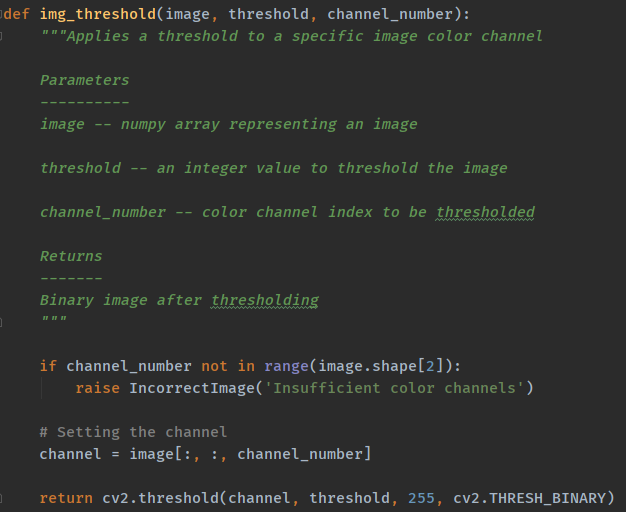 def img_threshold(image, threshold, channel_number):
"""Applies a threshold to a specific image color channel
Parameters
----------
image -- numpy array representing an image
threshold -- an integer value to threshold the image
channel_number -- color channel index to be thresholded
Returns
-------
Binary image after thresholding
"""
if channel_number not in range(image.shape[2]):
raise IncorrectImage('Insufficient color channels')
# Setting the channel
channel = image[:, :, channel_number]
return cv2.threshold(channel, threshold, 255, cv2.THRESH_BINARY)